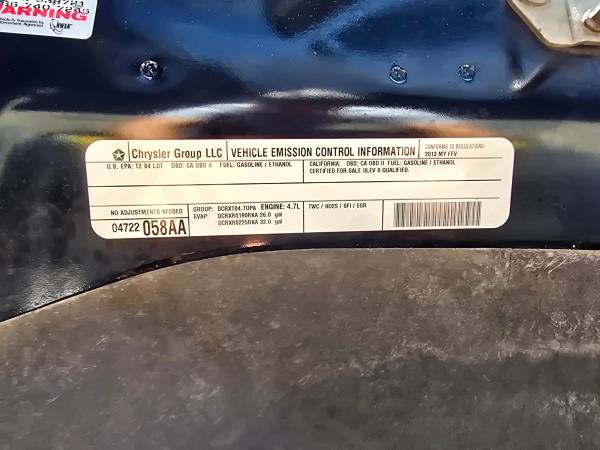 WARNING
Chrysler Group LLC VEHICLE EMISSION CONTROL INFORMATION CONFORMS TO REGULATIONS:
2013 MY FFV
U.S. EPA: T2 B4 LDT OBD: CA OBD II FUEL: GASOLINE / ETHANOL
CALIFORNIA: OBD: CA OBD II FUEL: GASOLINE / ETHANOL
CERTIFIED FOR SALE ULEV II QUALIFIED.
NO ADJUSTMENTS NEEDED
04722 058AA
GROUP: DCRXT04.7UPA ENGINE: 4.7L
EVAP: DCRXR0190RKA 26.0 gal
DCRXR0225RKA 32.0 gal
TWC / HO2S / SFI / EGR